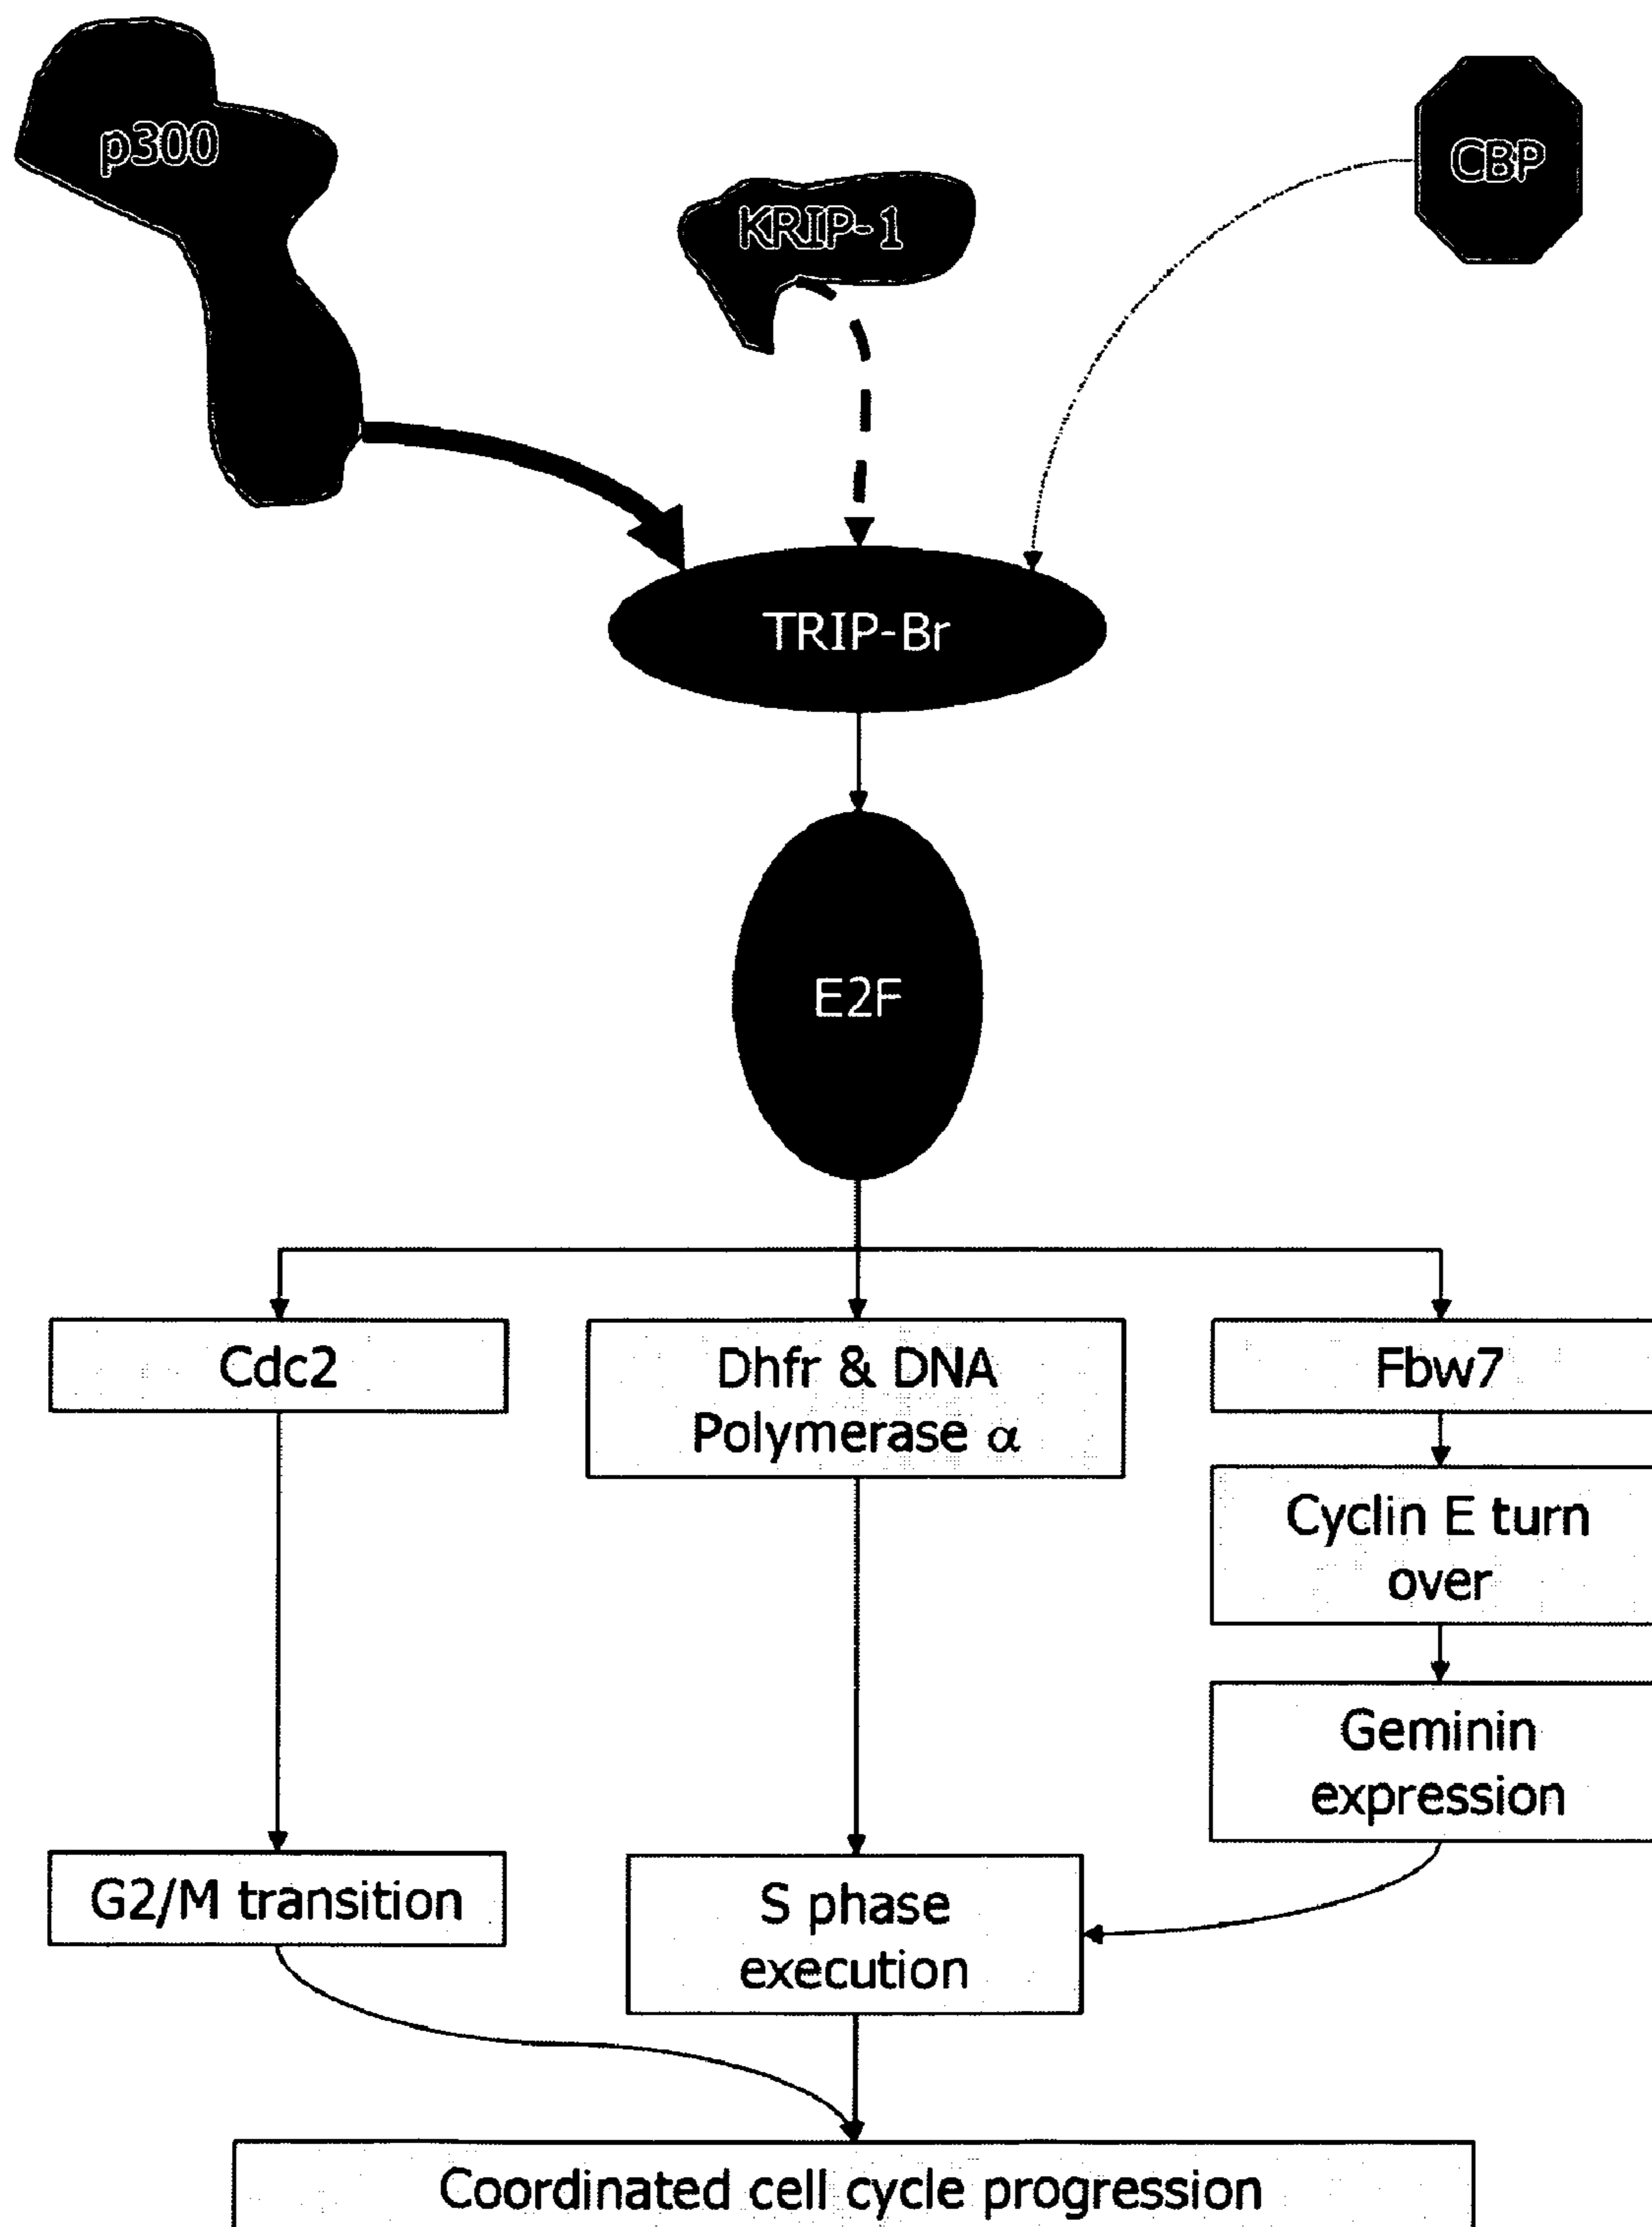 p300
KRIP-1
CBP
TRIP-Br
E2F
Cdc2
Dhfr & DNA
Polymerase α
Fbw7
Cyclin E turn
over
Geminin
expression
G2/M transition
S phase
execution
Coordinated cell cycle progression